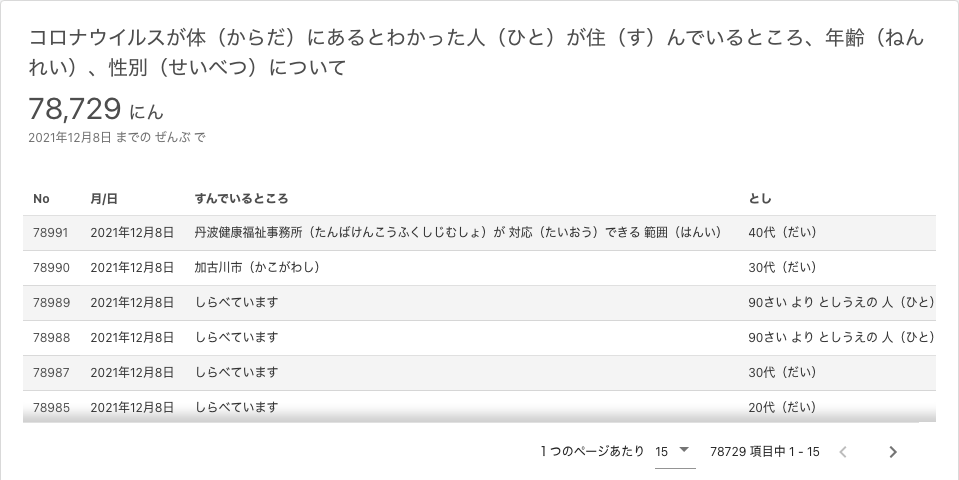 コロナウイルスが体（からだ）にあるとわかった人（ひと）が住（す）んでいるところ、年齢（ねん
れい）、性別（せいべつ）について
78,729 にん
2021年12月8日 までの ぜんぶ で
No 月/日 すんでいるところ とし
78991 2021年12月8日 丹波健康福祉事務所（たんばけんこうふくしじむしょ）が 対応（たいおう）できる 範囲（はんい） 40代（だい）
78990 2021年12月8日 加古川市（かこがわし） 30代（だい）
78989 2021年12月8日 しらべています 90さい より としうえの 人（ひと）
78988 2021年12月8日 しらべています 90さい より としうえの 人（ひと）
78987 2021年12月8日 しらべています 30代（だい）
78985 2021年12月8日 しらべています 20代（だい）
1 つのページあたり 15 78729 項目中 1 - 15